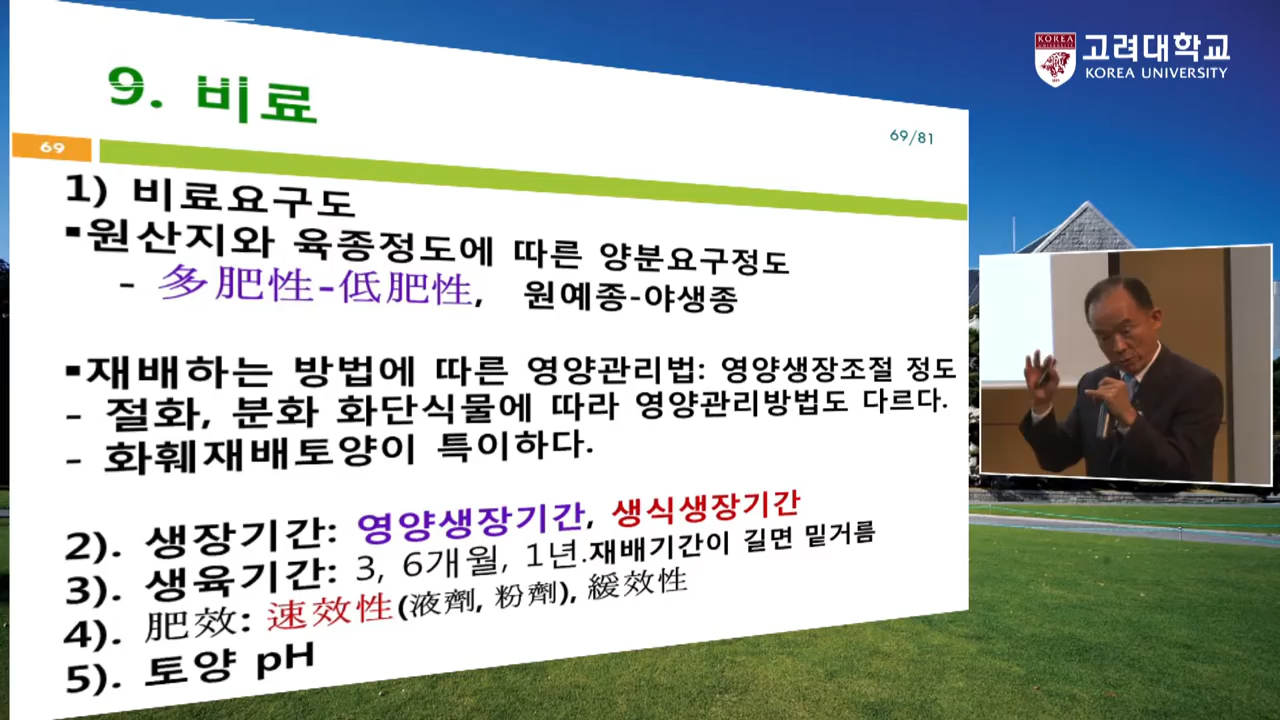 KOREA
고려대학교
KOREA UNIVERSITY
9. 비료
69/81
69
1) 비료요구도
▪원산지와 육종정도에 따른 양분요구정도
- 多肥性-低肥性, 원예종-야생종
▪재배하는 방법에 따른 영양관리법: 영양생장조절 정도
- 절화, 분화 화단식물에 따라 영양관리방법도 다르다.
- 화훼재배토양이 특이하다.
2). 생장기간: 영양생장기간, 생식생장기간
3). 생육기간: 3, 6개월, 1년.재배기간이 길면 밑거름
4). 肥效: 速效性(液劑, 粉劑), 緩效性
5). 토양 pH